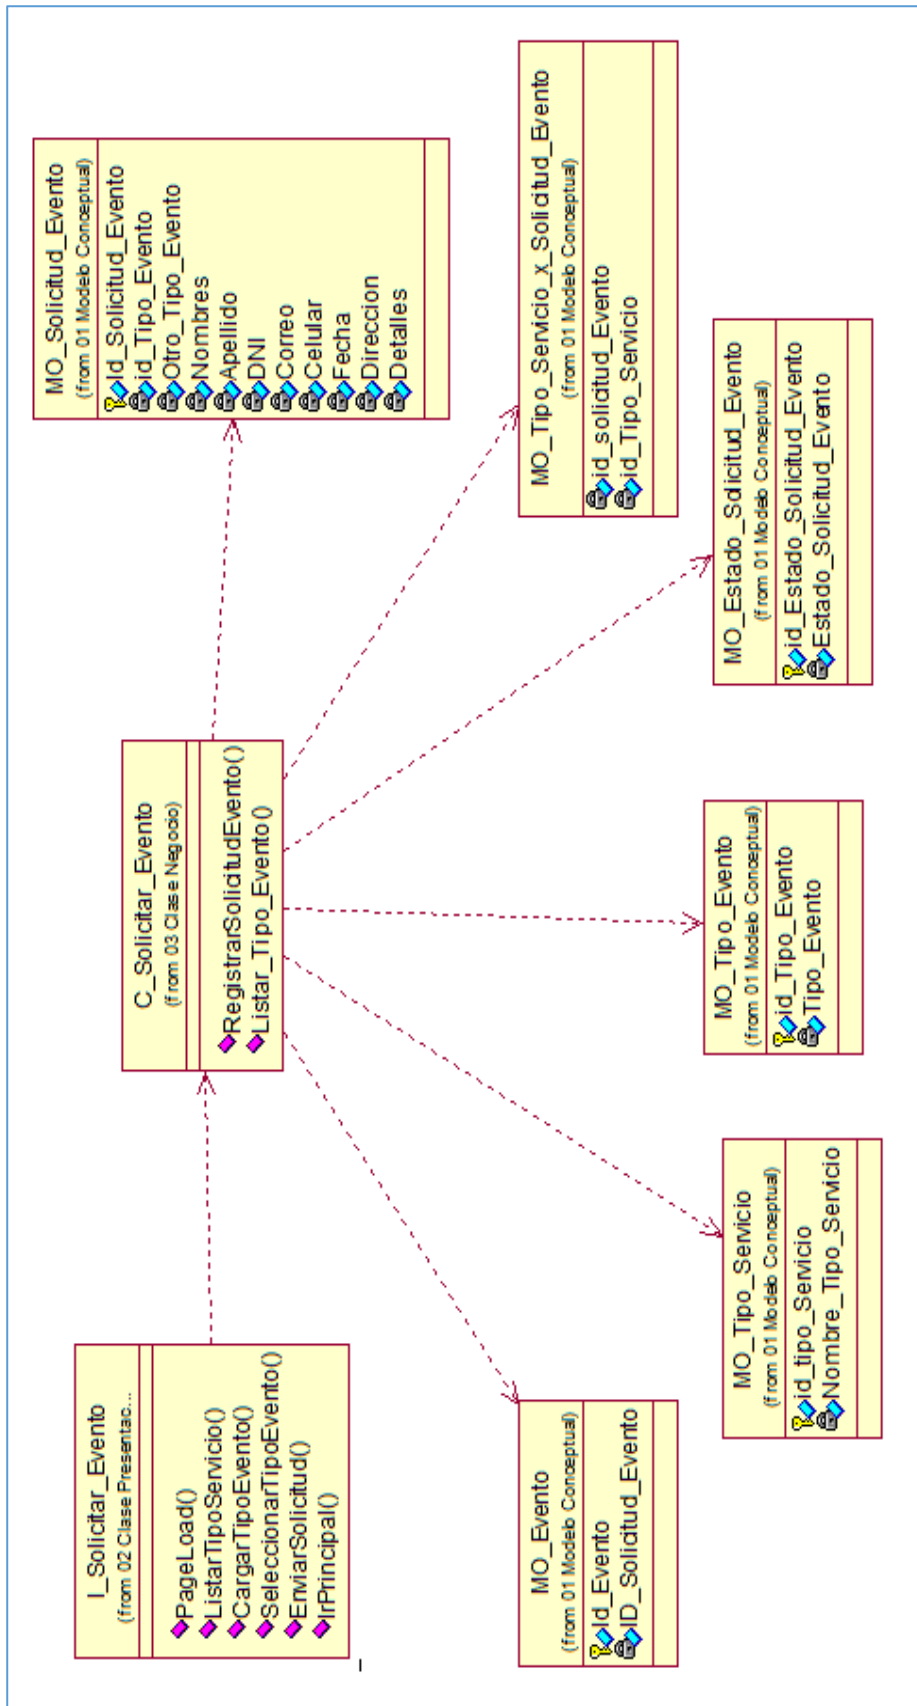 I_Solicitar_Evento
(from 02 Clase Presentac...
PageLoad()
ListarTipoServicio()
CargarTipoEvento()
SeleccionarTipoEvento()
EnviarSolicitud()
IrPrincipal()
C_Solicitar_Evento
(from 03 Clase Negocio)
RegistrarSolicitudEvento()
Listar_Tipo_Evento()
MO_Solicitud_Evento
(from 01 Modelo Conceptual)
Id_Solicitud_Evento
id_Tipo_Evento
Otro_Tipo_Evento
Nombres
Apellido
DNI
Correo
Celular
Fecha
Direccion
Detalles
MO_Evento
(from 01 Modelo Conceptual)
Id_Evento
ID_Solicitud_Evento
MO_Tipo_Servicio
(from 01 Modelo Conceptual)
id_tipo_Servicio
Nombre_Tipo_Servicio
MO_Tipo_Evento
(from 01 Modelo Conceptual)
id_Tipo_Evento
Tipo_Evento
MO_Estado_Solicitud_Evento
(from 01 Modelo Conceptual)
id_Estado_Solicitud_Evento
Estado_Solicitud_Evento
MO_Tipo_Servicio_x_Solicitud_Evento
(from 01 Modelo Conceptual)
id_solicitud_Evento
id_Tipo_Servicio